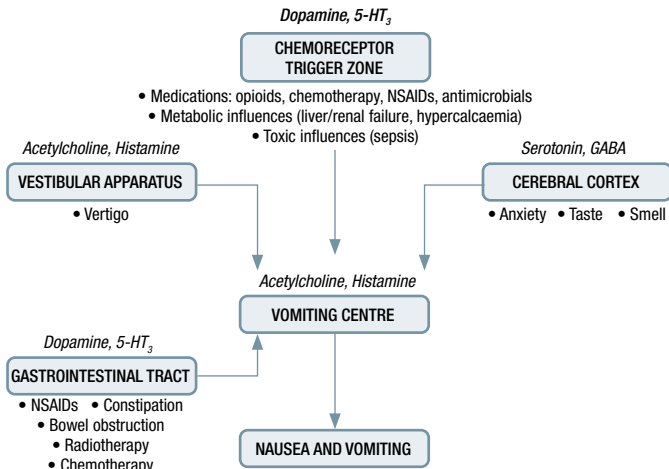 Dopamine, 5-HT₃
CHEMORECEPTOR
TRIGGER ZONE
• Medications: opioids, chemotherapy, NSAIDs, antimicrobials
• Metabolic influences (liver/renal failure, hypercalcaemia)
• Toxic influences (sepsis)
Acetylcholine, Histamine
VESTIBULAR APPARATUS
• Vertigo
Serotonin, GABA
CEREBRAL CORTEX
• Anxiety • Taste • Smell
Acetylcholine, Histamine
VOMITING CENTRE
Dopamine, 5-HT₃
GASTROINTESTINAL TRACT
• NSAIDs • Constipation
• Bowel obstruction
• Radiotherapy
• Chemotherapy
NAUSEA AND VOMITING